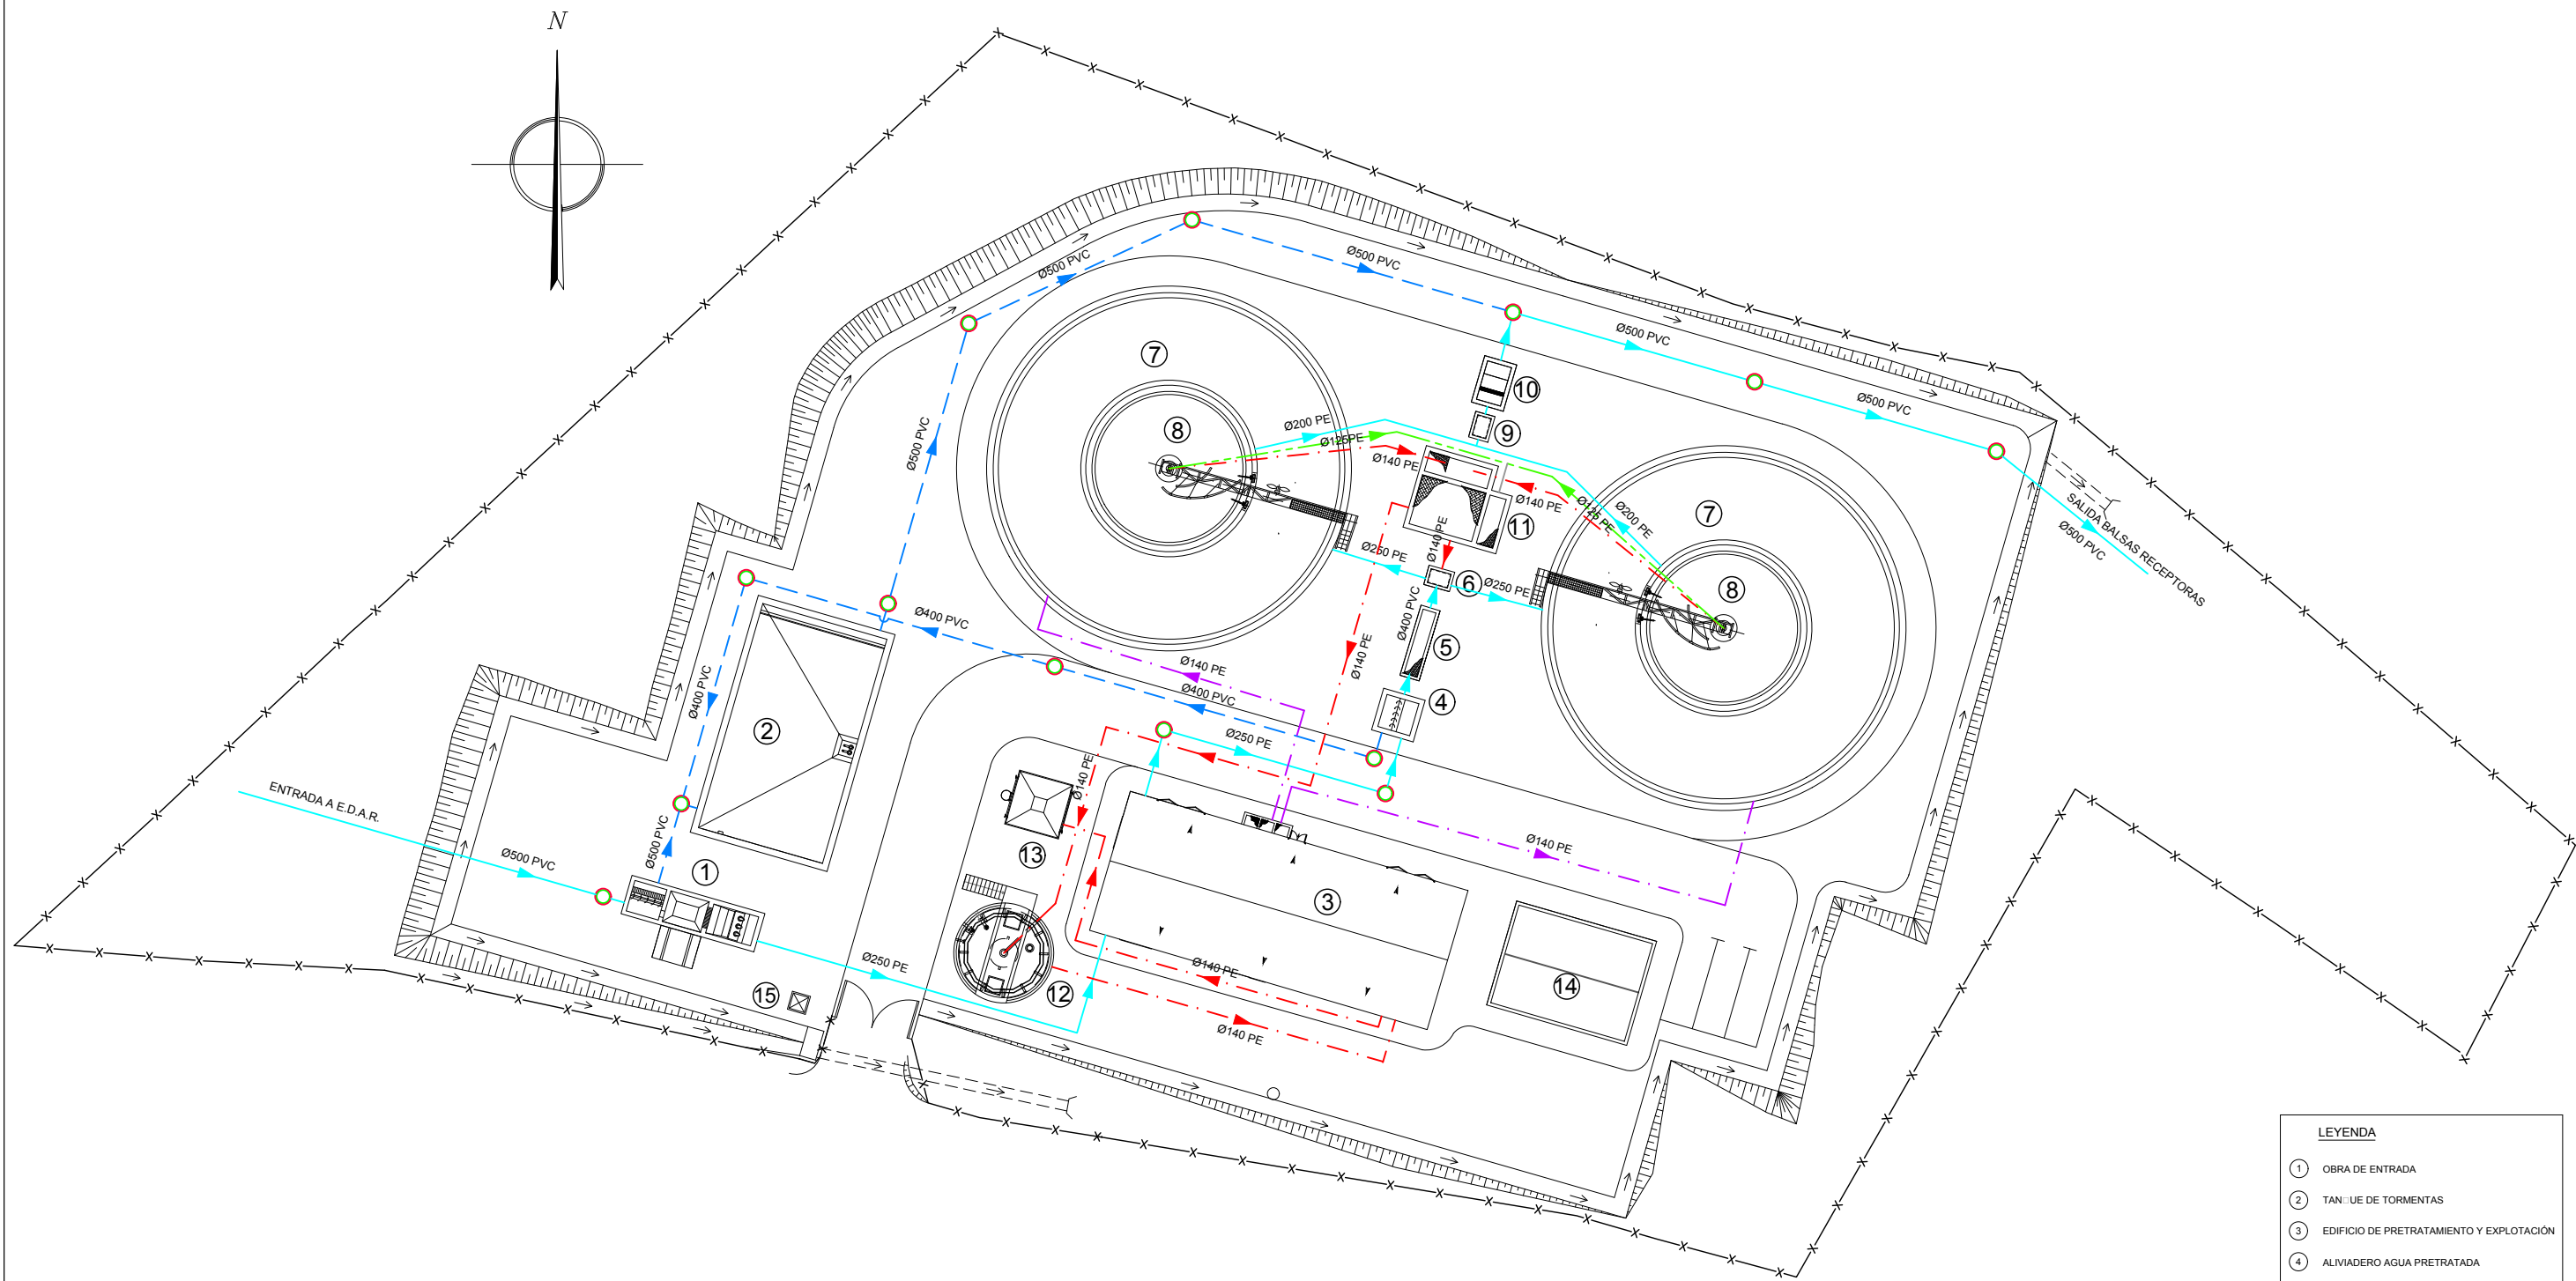 N
Ø500 PVC
Ø500 PVC
Ø500 PVC
Ø500 PVC
⑦
⑩
Ø500 PVC
⑧
Ø200 PE
Ø125PE
⑨
Ø140 PE
Ø140 PE
Ø125 PE
Ø200 PE
⑦
SALIDA BALSAS RECEPTORAS
Ø500 PVC
⑪
Ø140 PE
Ø250 PE
⑥
Ø250 PE
⑧
Ø400 PVC
Ø400 PVC
⑤
Ø140 PE
Ø140 PE
Ø400 PVC
Ø400 PVC
④
②
Ø250 PE
Ø140 PE
ENTRADA A E.D.A.R.
Ø500 PVC
Ø500 PVC
①
⑬
Ø140 PE
③
Ø250 PE
Ø140 PE
⑫
⑭
⑮
Ø140 PE
LEYENDA
1 OBRA DE ENTRADA
2 TAN□UE DE TORMENTAS
3 EDIFICIO DE PRETRATAMIENTO Y EXPLOTACIÓN
4 ALIVIADERO AGUA PRETRATADA